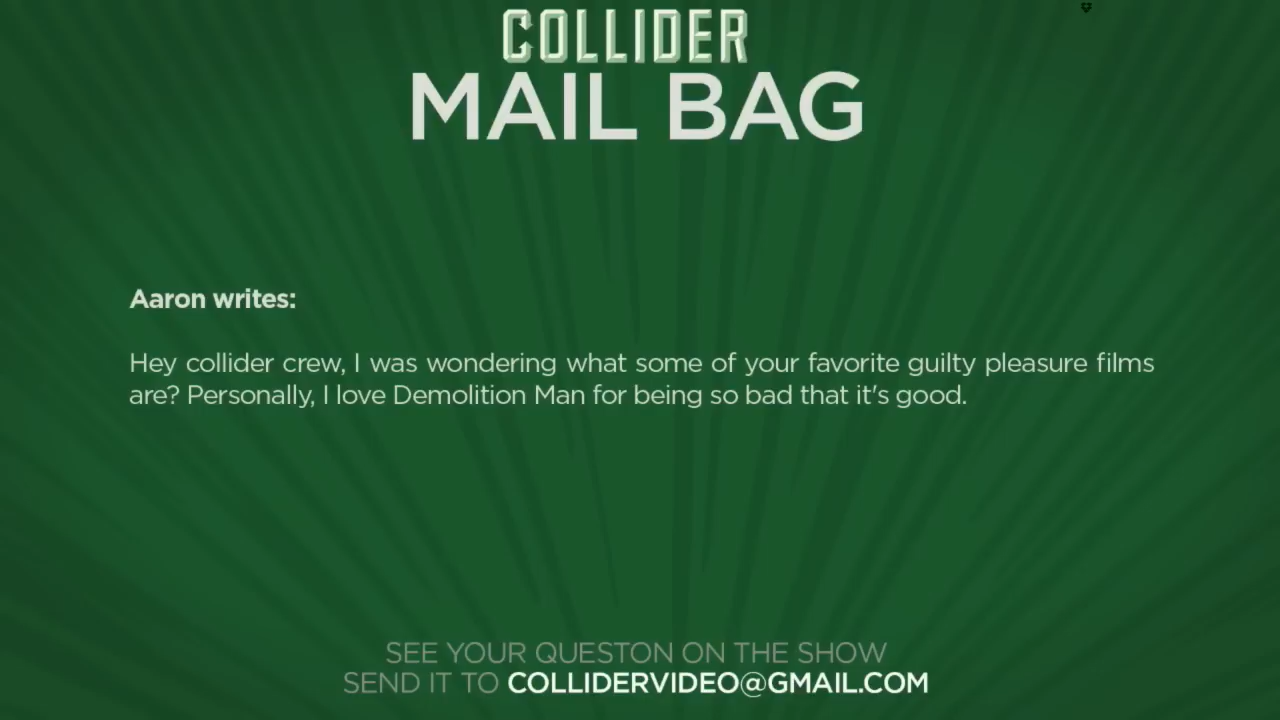 COLLIDER
MAIL BAG
Aaron writes:
Hey collider crew, I was wondering what some of your favorite guilty pleasure films
are? Personally, I love Demolition Man for being so bad that it's good.
SEE YOUR QUESTON ON THE SHOW
SEND IT TO COLLIDERVIDEO@GMAIL.COM